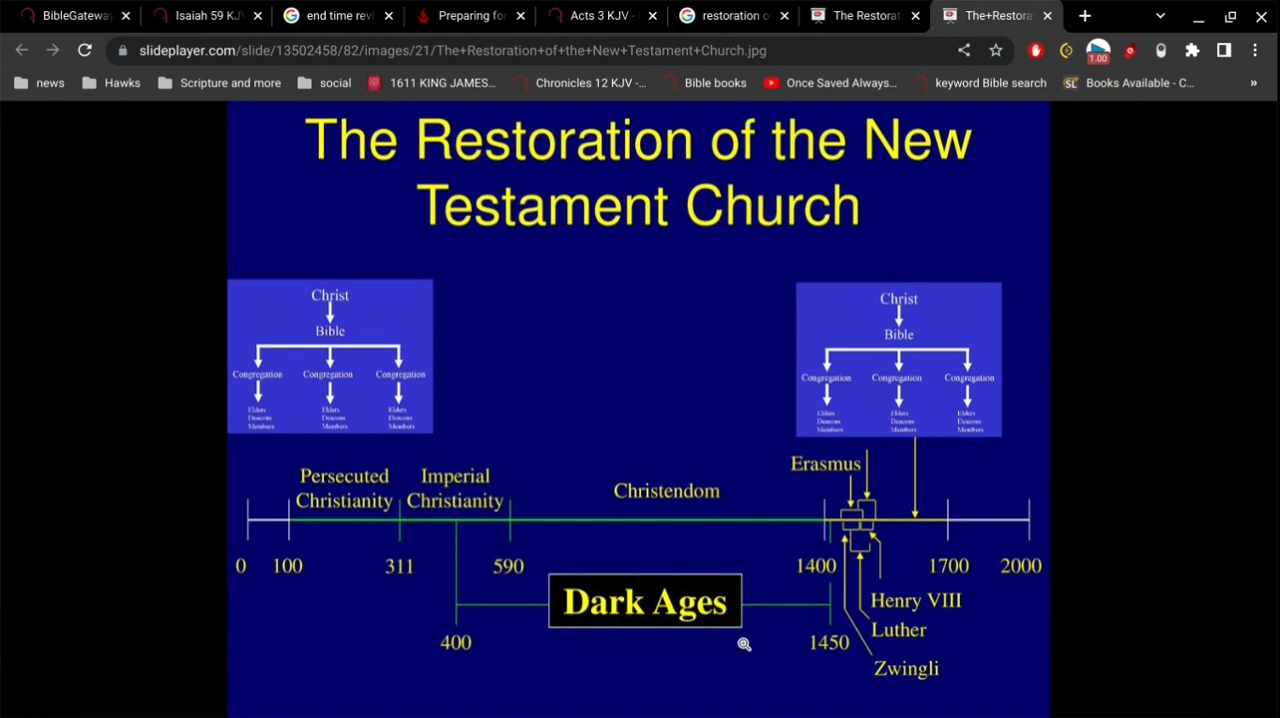 BibleGateway
Isaiah 59 KJV
end time revi
Preparing for
Acts 3 KJV -
restoration o
The Restorat
The+Restora
slideplayer.com/slide/13502458/82/images/21/The+Restoration+of+the+New+Testament+Church.jpg
1.00
news
Hawks
Scripture and more
social
1611 KING JAMES...
Chronicles 12 KJV -...
Bible books
Once Saved Always...
keyword Bible search
SL
Books Available - C...
»
The Restoration of the New
Testament Church
Christ
Bible
Congregation
Congregation
Congregation
Elders
Deacons
Members
Elders
Deacons
Members
Elders
Deacons
Members
Christ
Bible
Congregation
Congregation
Congregation
Elders
Deacons
Members
Elders
Deacons
Members
Elders
Deacons
Members
Persecuted
Christianity
Imperial
Christianity
Christendom
Erasmus
0
100
311
590
1400
1700
2000
Dark Ages
400
1450
Henry VIII
Luther
Zwingli